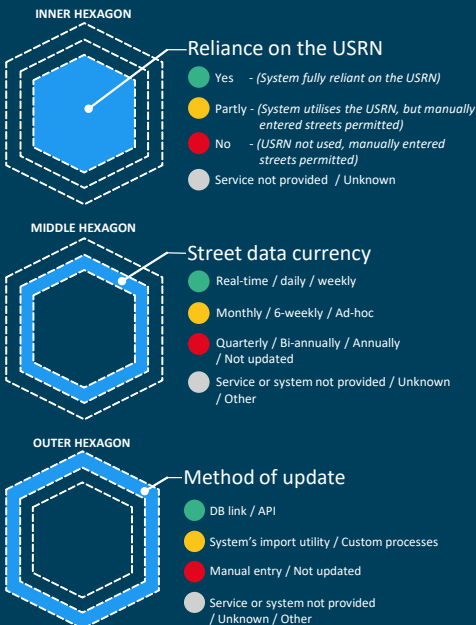 INNER HEXAGON
Reliance on the USRN
Yes - (System fully reliant on the USRN)
Partly - (System utilises the USRN, but manually
entered streets permitted)
No - (USRN not used, manually entered
streets permitted)
Service not provided / Unknown
MIDDLE HEXAGON
Street data currency
Real-time / daily / weekly
Monthly / 6-weekly / Ad-hoc
Quarterly / Bi-annually / Annually
/ Not updated
Service or system not provided / Unknown
/ Other
OUTER HEXAGON
Method of update
DB link / API
System's import utility / Custom processes
Manual entry / Not updated
Service or system not provided
/ Unknown / Other